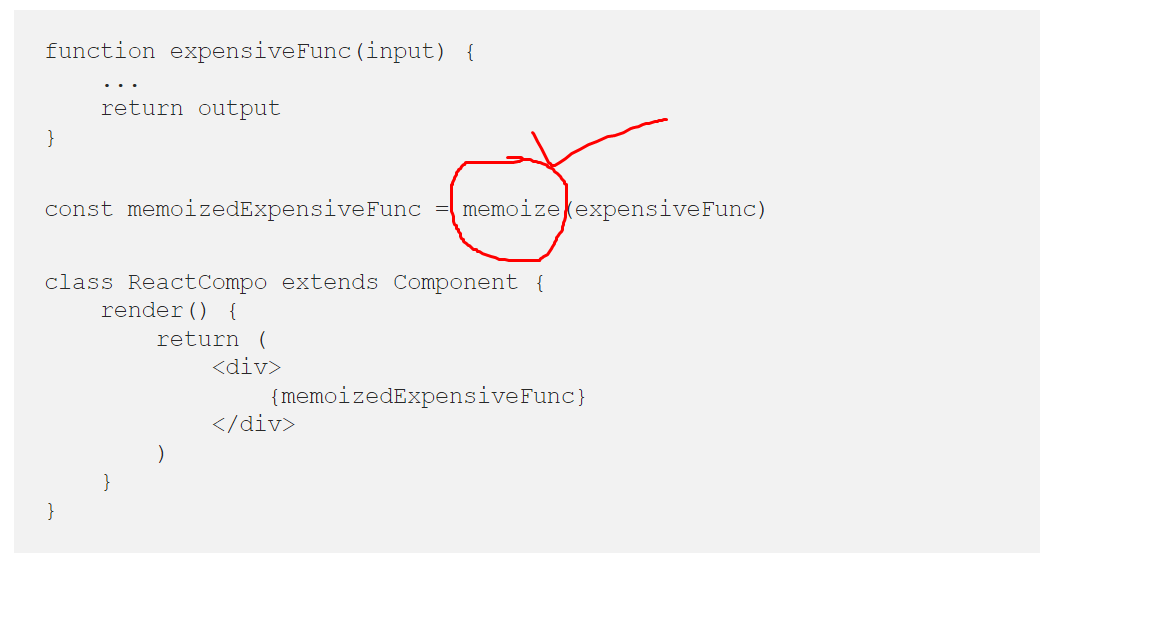 function expensiveFunc(input) {
...
return output
}
const memoizedExpensiveFunc = memoize(expensiveFunc)
class ReactCompo extends Component {
render() {
return (
<div>
{memoizedExpensiveFunc}
</div>
)
}
}